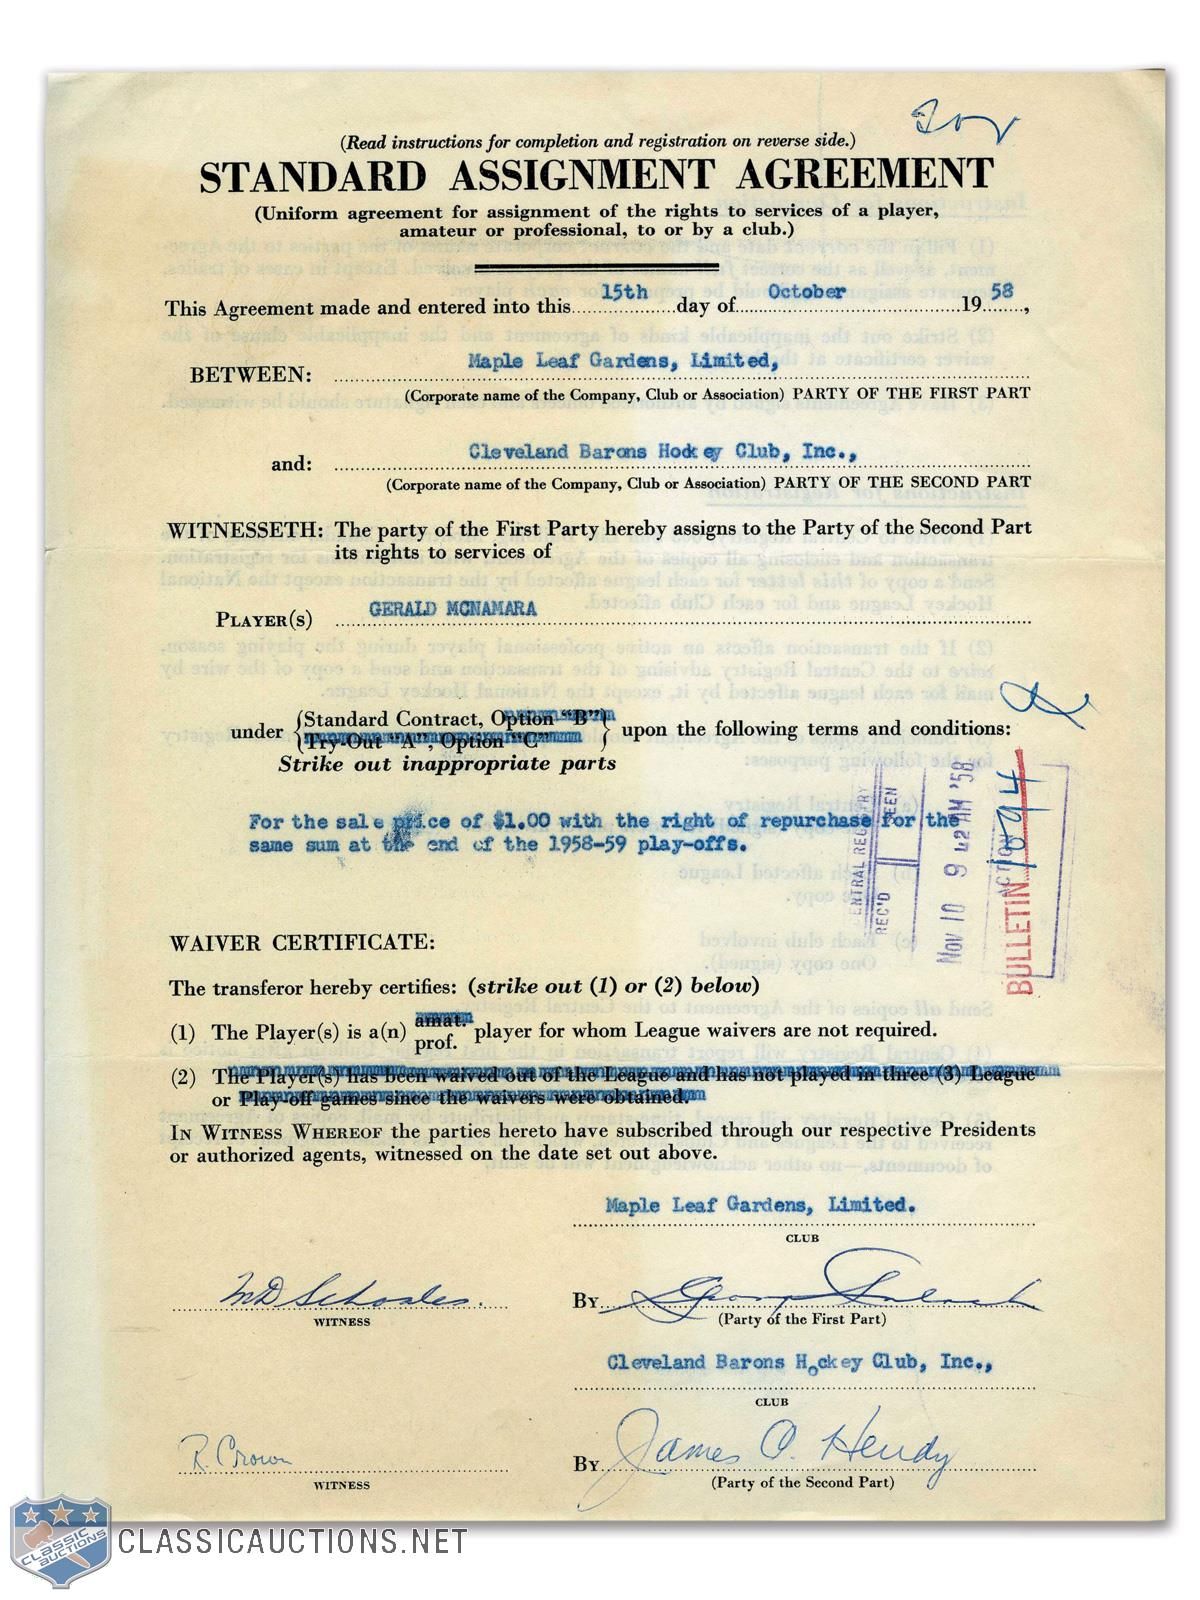 (Read instructions for completion and registration on reverse side.)
STANDARD ASSIGNMENT AGREEMENT
(Uniform agreement for assignment of the rights to services of a player,
amateur or professional, to or by a club.)
This Agreement made and entered into this 15th day of October 1958,
BETWEEN: Maple Leaf Gardens, Limited,
(Corporate name of the Company, Club or Association) PARTY OF THE FIRST PART
and: Cleveland Barons Hockey Club, Inc.,
(Corporate name of the Company, Club or Association) PARTY OF THE SECOND PART
WITNESSETH: The party of the First Party hereby assigns to the Party of the Second Part
its rights to services of
PLAYER(S) GERALD MCNAMARA
under {Standard Contract, Option "B"} upon the following terms and conditions:
{Try-Out "A", Option "C"}
Strike out inappropriate parts
For the sale price of $1.00 with the right of repurchase for the
same sum at the end of the 1958-59 play-offs.
CENTRAL REGISTRY
REC'D
SEEN
NOV 10 9 42 AM '58
ACTION
BULLETIN 1094
WAIVER CERTIFICATE:
The transferor hereby certifies: (strike out (1) or (2) below)
(1) The Player(s) is a(n) amat. prof. player for whom League waivers are not required.
(2) The Player(s) has been waived out of the League and has not played in three (3) League
or Play-off games since the waivers were obtained.
IN WITNESS WHEREOF the parties hereto have subscribed through our respective Presidents
or authorized agents, witnessed on the date set out above.
Maple Leaf Gardens, Limited.
CLUB
BY
WITNESS
(Party of the First Part)
Cleveland Barons Hockey Club, Inc.,
CLUB
R. Crown
BY James C. Hendy
WITNESS
(Party of the Second Part)
CLASSIC AUCTIONS
CLASSICAUCTIONS.NET